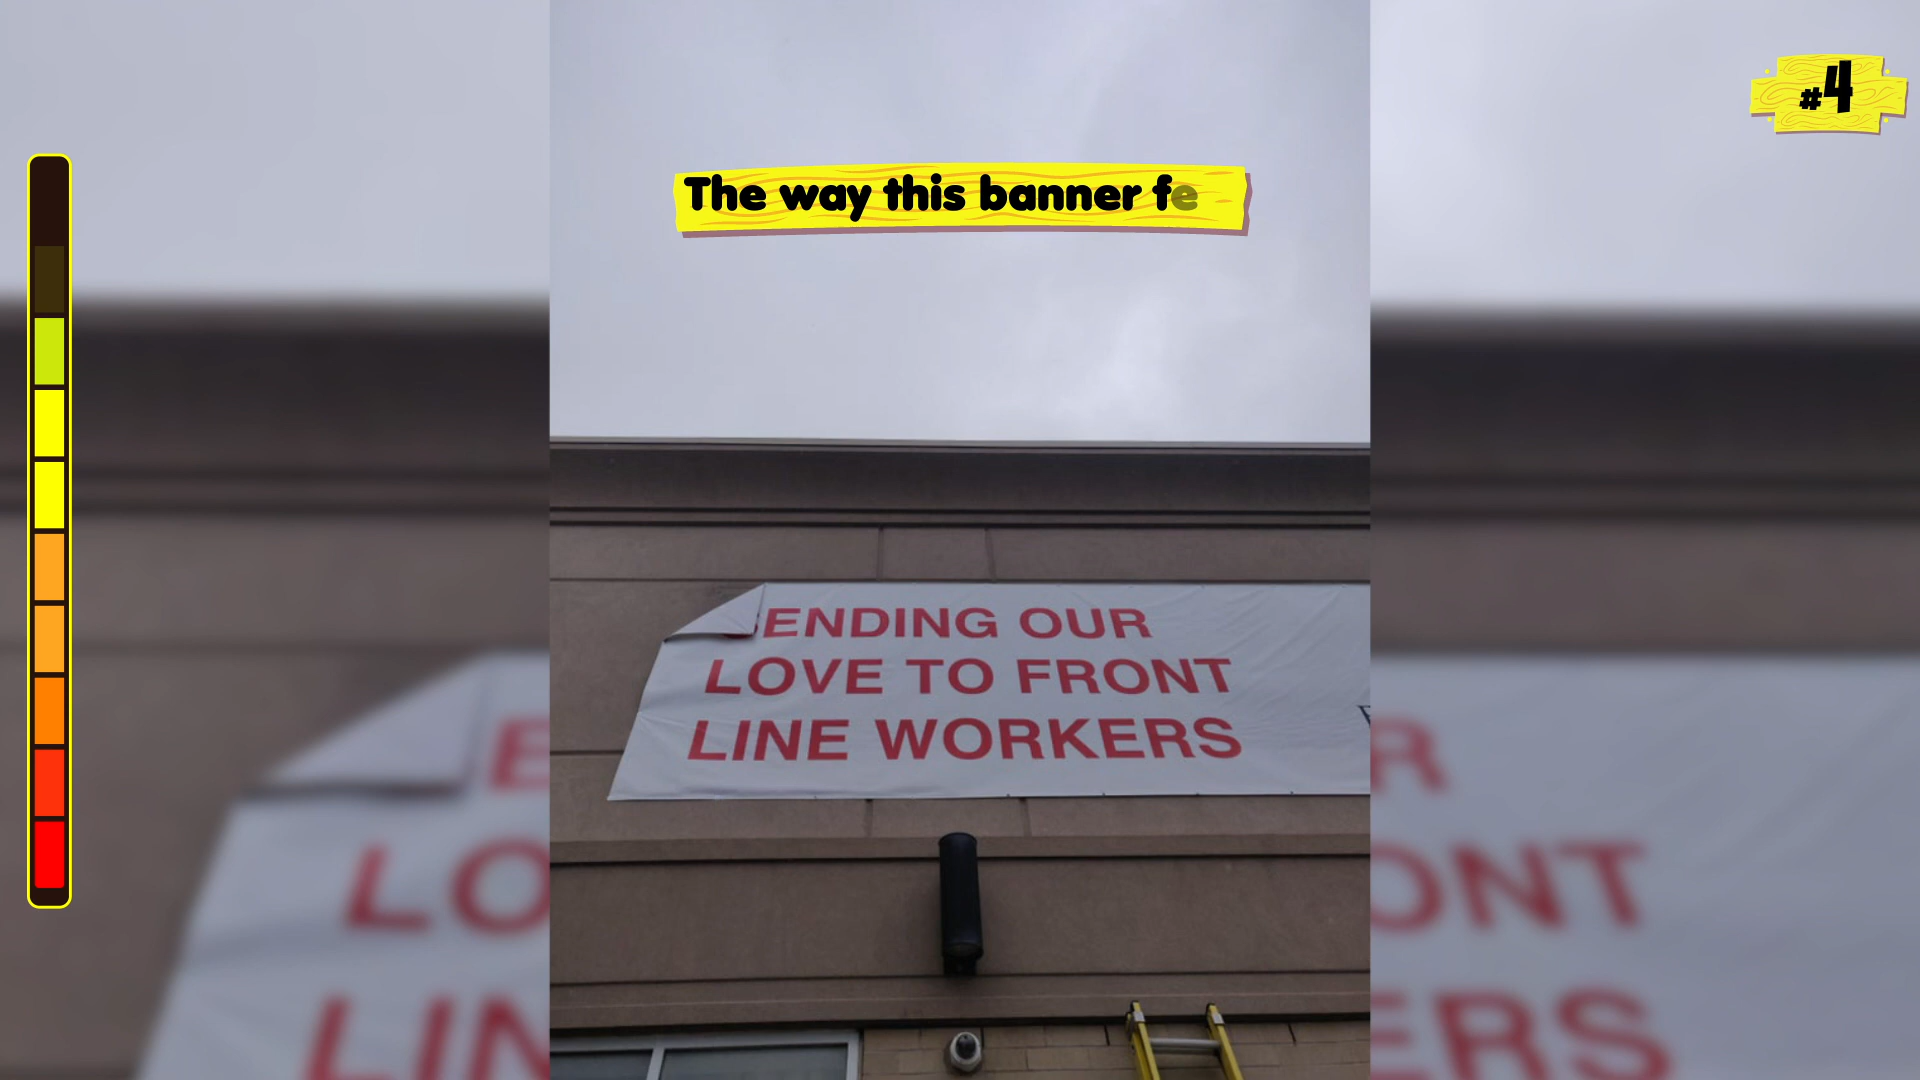 #4
The way this banner fe
ENDING OUR
LOVE TO FRONT
LINE WORKERS